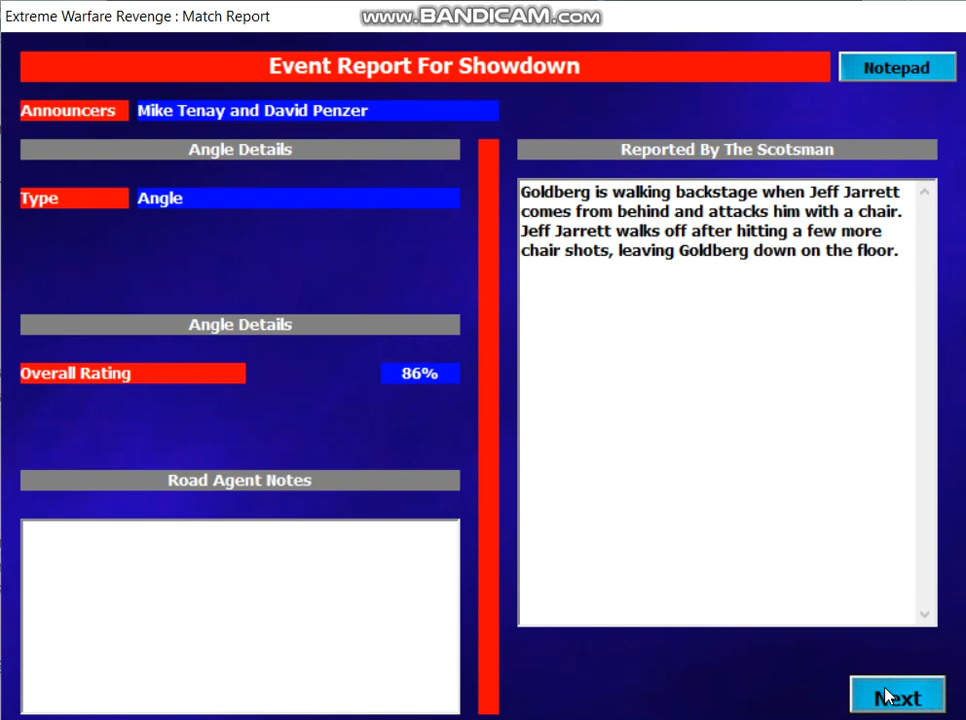 Extreme Warfare Revenge : Match Report
www.BANDICAM.com
Event Report For Showdown
Notepad
Announcers
Mike Tenay and David Penzer
Angle Details
Type
Angle
Angle Details
Overall Rating
86%
Road Agent Notes
Reported By The Scotsman
Goldberg is walking backstage when Jeff Jarrett
comes from behind and attacks him with a chair.
Jeff Jarrett walks off after hitting a few more
chair shots, leaving Goldberg down on the floor.
Next